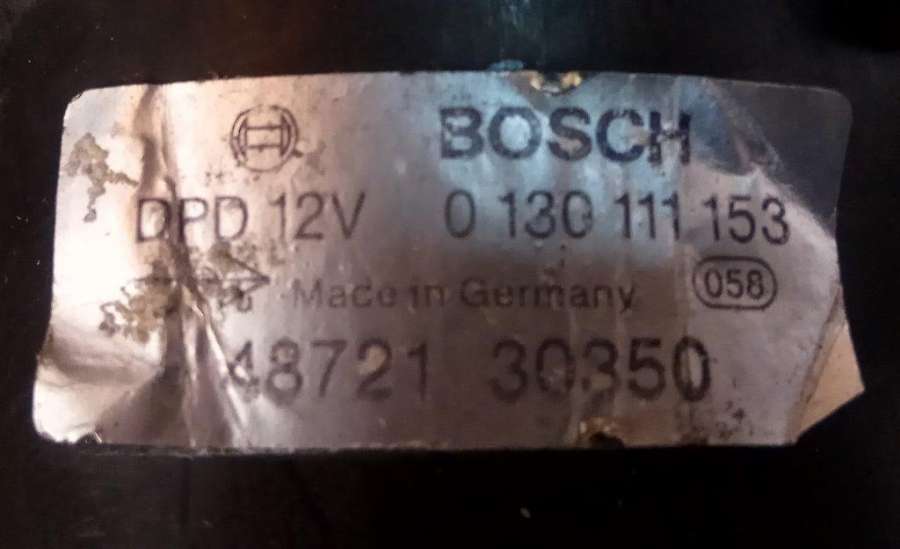 BOSCH
DPD 12V 0 130 111 153
Made in Germany 058
48721 30350